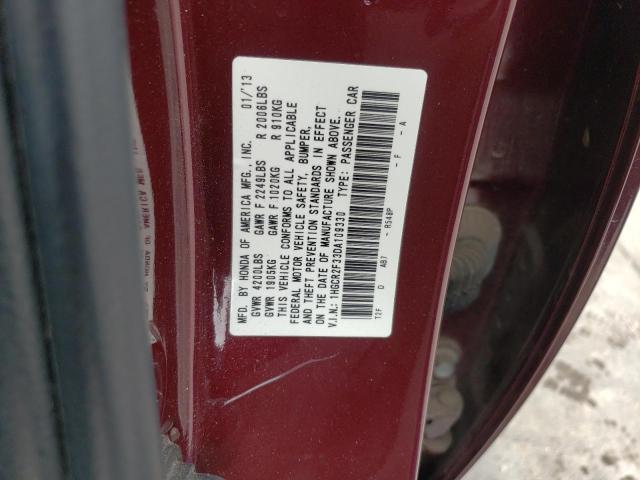 MFD. BY HONDA OF AMERICA MFG., INC. 01/'13
GVWR 4200LBS GAWR F 2249LBS R 2006LBS
GVWR 1905KG GAWR F 1020KG R 910KG
THIS VEHICLE CONFORMS TO ALL APPLICABLE
FEDERAL MOTOR VEHICLE SAFETY, BUMPER,
AND THEFT PREVENTION STANDARDS IN EFFECT
ON THE DATE OF MANUFACTURE SHOWN ABOVE.
V.I.N.: 1HGCR2F33DA109330 TYPE: PASSENGER CAR
T2F D AB7 - R548P - F - A